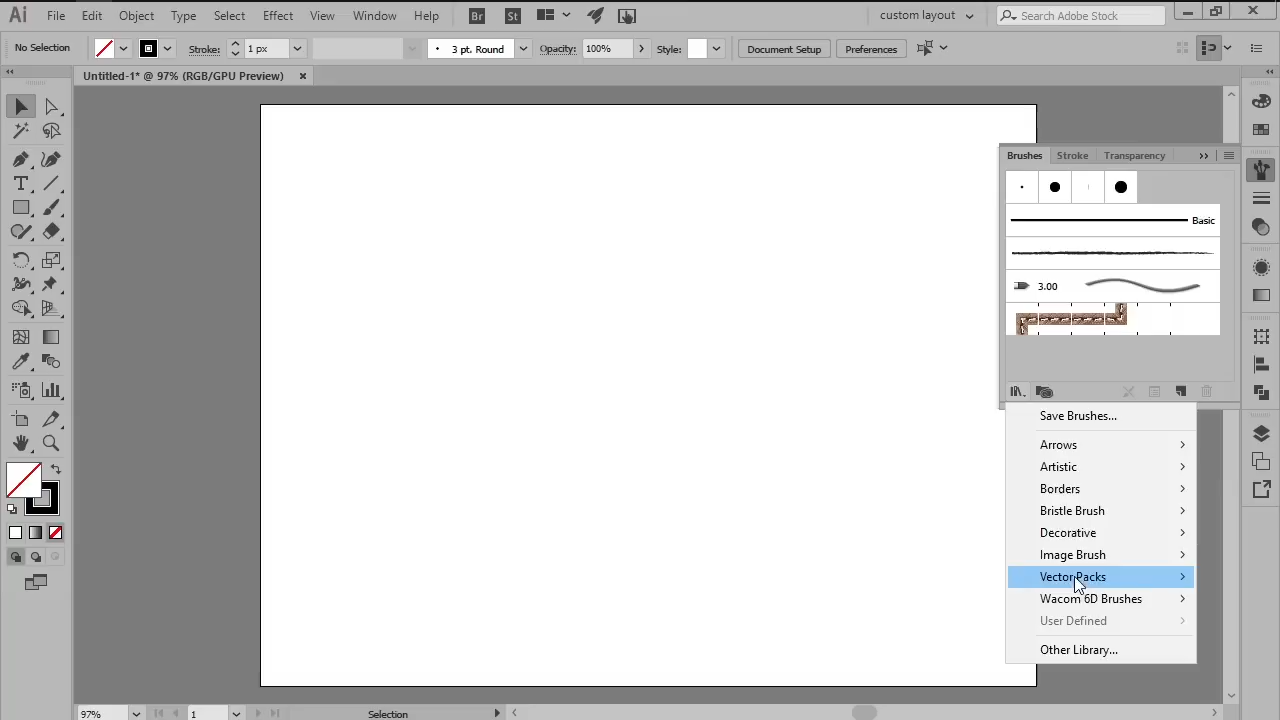 Ai File Edit Object Type Select Effect View Window Help Br St custom layout Search Adobe Stock
No Selection Stroke: 1 px 3 pt. Round Opacity: 100% Style: Document Setup Preferences
Untitled-1* @ 97% (RGB/GPU Preview)
Brushes Stroke Transparency
Basic
3.00
Save Brushes...
Arrows
Artistic
Borders
Bristle Brush
Decorative
Image Brush
Vector Packs
Wacom 6D Brushes
User Defined
Other Library...
97% 1 Selection